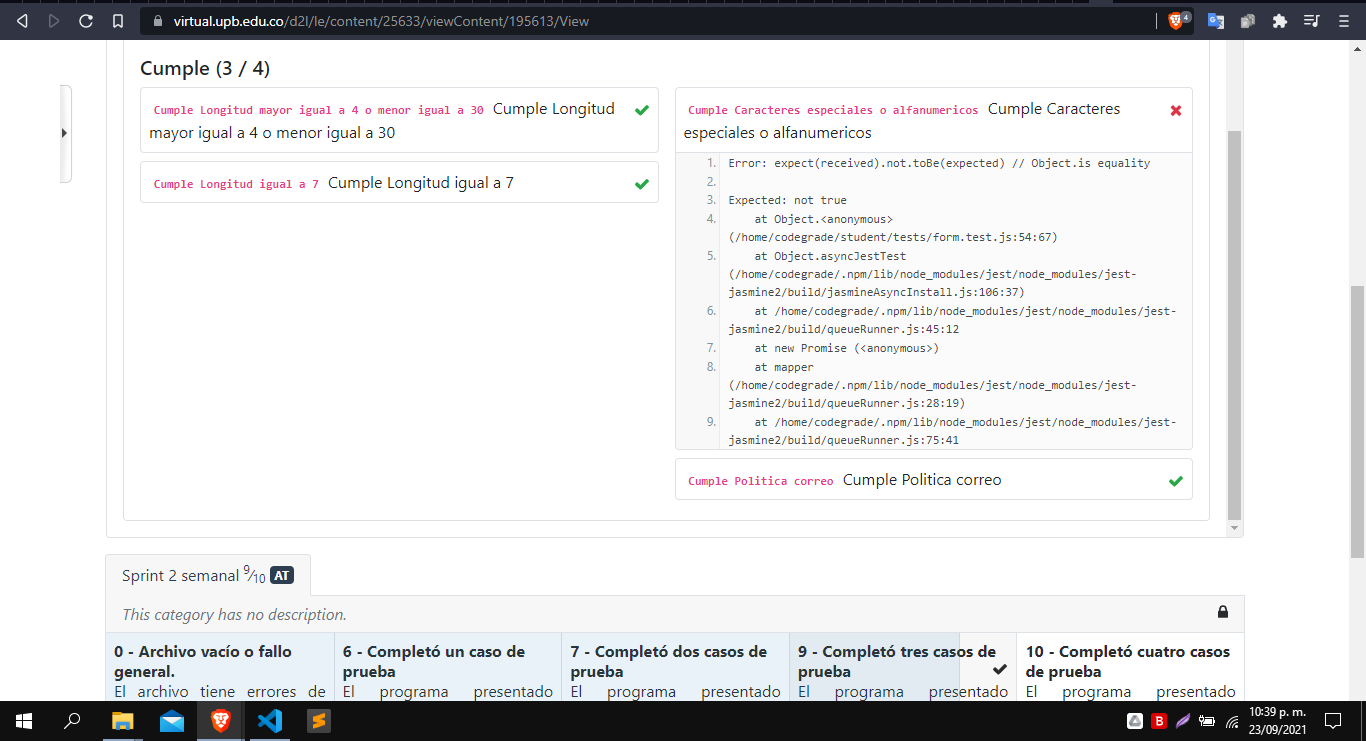 virtual.upb.edu.co/d2l/le/content/25633/viewContent/195613/View
4
Cumple (3 / 4)
Cumple Longitud mayor igual a 4 o menor igual a 30 Cumple Longitud
mayor igual a 4 o menor igual a 30
Cumple Longitud igual a 7 Cumple Longitud igual a 7
Cumple Caracteres especiales o alfanumericos Cumple Caracteres
especiales o alfanumericos
1. Error: expect(received).not.toBe(expected) // Object.is equality
2.
3. Expected: not true
4. at Object.<anonymous>
(/home/codegrade/student/tests/form.test.js:54:67)
5. at Object.asyncJestTest
(/home/codegrade/.npm/lib/node_modules/jest/node_modules/jest-
jasmine2/build/jasmineAsyncInstall.js:106:37)
6. at /home/codegrade/.npm/lib/node_modules/jest/node_modules/jest-
jasmine2/build/queueRunner.js:45:12
7. at new Promise (<anonymous>)
8. at mapper
(/home/codegrade/.npm/lib/node_modules/jest/node_modules/jest-
jasmine2/build/queueRunner.js:28:19)
9. at /home/codegrade/.npm/lib/node_modules/jest/node_modules/jest-
jasmine2/build/queueRunner.js:75:41
Cumple Politica correo Cumple Politica correo
Sprint 2 semanal 9/10 AT
This category has no description.
0 - Archivo vacío o fallo
general.
El archivo tiene errores de
6 - Completó un caso de
prueba
El programa presentado
7 - Completó dos casos de
prueba
El programa presentado
9 - Completó tres casos de
prueba
El programa presentado
10 - Completó cuatro casos
de prueba
El programa presentado
B
10:39 p. m.
23/09/2021